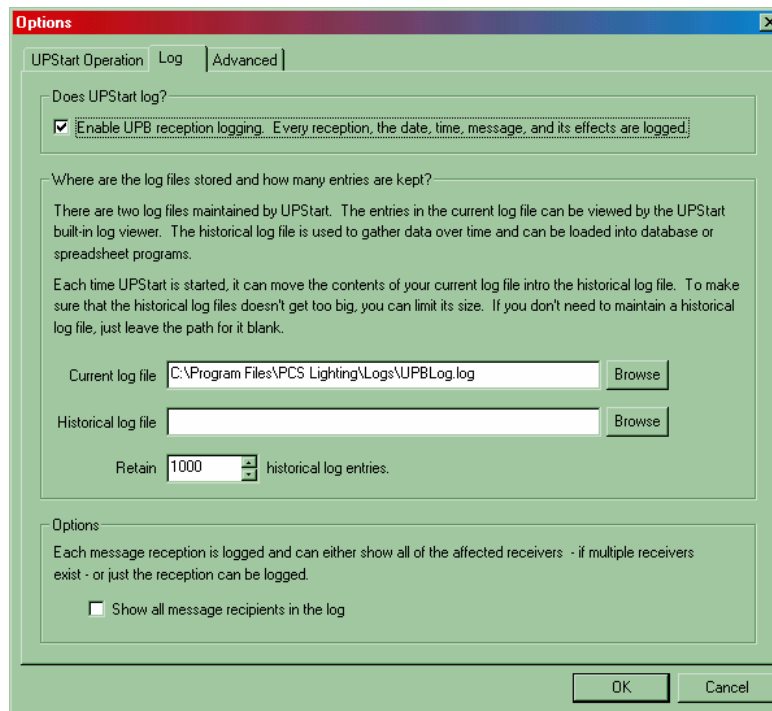 Options
UPStart Operation Log Advanced
Does UPStart log?
Enable UPB reception logging. Every reception, the date, time, message, and its effects are logged.
Where are the log files stored and how many entries are kept?
There are two log files maintained by UPStart. The entries in the current log file can be viewed by the UPStart
built-in log viewer. The historical log file is used to gather data over time and can be loaded into database or
spreadsheet programs.
Each time UPStart is started, it can move the contents of your current log file intro the historical log file. To make
sure that the historical log files doesn't get too big, you can limit its size. If you don't need to maintain a historical
log file, just leave the path for it blank.
Current log file C:\Program Files\PCS Lighting\Logs\UPBLog.log Browse
Historical log file Browse
Retain 1000 historical log entries.
Options
Each message reception is logged and can either show all of the affected receivers - if multiple receivers
exist - or just the reception can be logged.
Show all message recipients in the log
OK Cancel